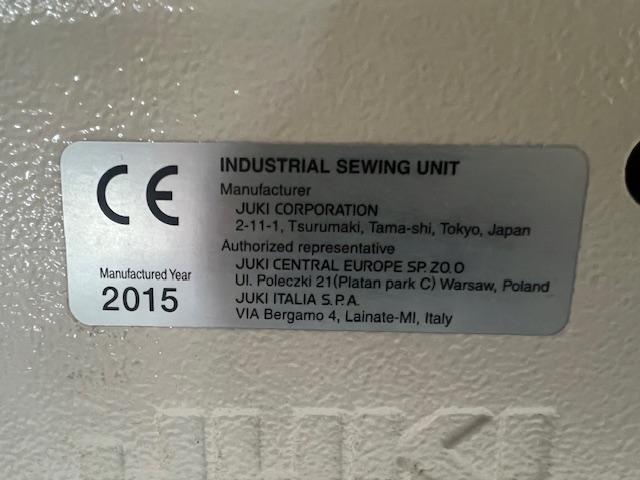 CE
INDUSTRIAL SEWING UNIT
Manufacturer
JUKI CORPORATION
2-11-1, Tsurumaki, Tama-shi, Tokyo, Japan
Authorized representative
JUKI CENTRAL EUROPE SP. ZO. O
Ul. Poleczki 21(Platan park C) Warsaw, Poland
JUKI ITALIA S.P.A.
VIA Bergamo 4, Lainate-MI, Italy
Manufactured Year
2015
JUKI